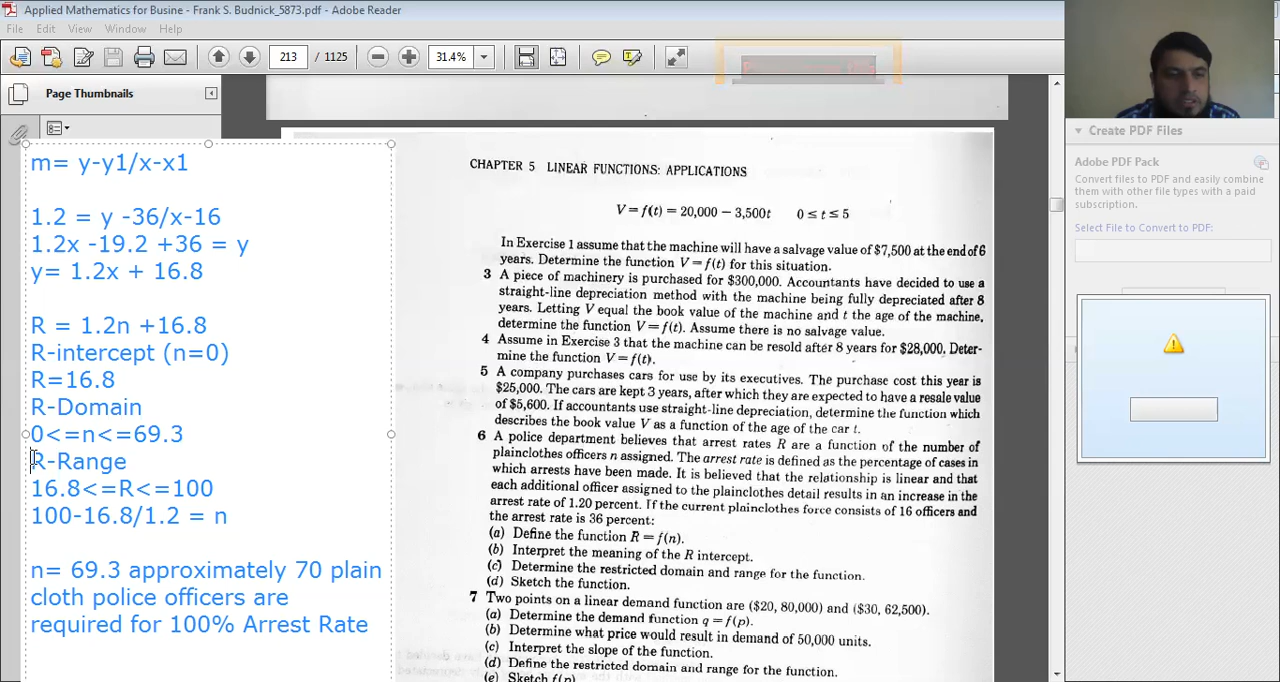 Applied Mathematics for Busine - Frank S. Budnick_5873.pdf - Adobe Reader
File Edit View Window Help
213 / 1125 31.4%
Page Thumbnails
m= y-y1/x-x1
1.2 = y -36/x-16
1.2x -19.2 +36 = y
y= 1.2x + 16.8
R = 1.2n +16.8
R-intercept (n=0)
R=16.8
R-Domain
0<=n<=69.3
R-Range
16.8<=R<=100
100-16.8/1.2 = n
n= 69.3 approximately 70 plain
cloth police officers are
required for 100% Arrest Rate
CHAPTER 5 LINEAR FUNCTIONS: APPLICATIONS
V = f(t) = 20,000 − 3,500t 0 ≤ t ≤ 5
In Exercise 1 assume that the machine will have a salvage value of $7,500 at the end of 6
years. Determine the function V = f(t) for this situation.
3 A piece of machinery is purchased for $300,000. Accountants have decided to use a
straight-line depreciation method with the machine being fully depreciated after 8
years. Letting V equal the book value of the machine and t the age of the machine,
determine the function V = f(t). Assume there is no salvage value.
4 Assume in Exercise 3 that the machine can be resold after 8 years for $28,000. Deter-
mine the function V = f(t).
5 A company purchases cars for use by its executives. The purchase cost this year is
$25,000. The cars are kept 3 years, after which they are expected to have a resale value
of $5,600. If accountants use straight-line depreciation, determine the function which
describes the book value V as a function of the age of the car t.
6 A police department believes that arrest rates R are a function of the number of
plainclothes officers n assigned. The arrest rate is defined as the percentage of cases in
which arrests have been made. It is believed that the relationship is linear and that
each additional officer assigned to the plainclothes detail results in an increase in the
arrest rate of 1.20 percent. If the current plainclothes force consists of 16 officers and
the arrest rate is 36 percent:
(a) Define the function R = f(n).
(b) Interpret the meaning of the R intercept.
(c) Determine the restricted domain and range for the function.
(d) Sketch the function.
7 Two points on a linear demand function are ($20, 80,000) and ($30, 62,500).
(a) Determine the demand function q = f(p).
(b) Determine what price would result in demand of 50,000 units.
(c) Interpret the slope of the function.
(d) Define the restricted domain and range for the function.
(e) Sketch f(p).
Create PDF Files
Adobe PDF Pack
Convert files to PDF and easily combine
them with other file types with a paid
subscription.
Select File to Convert to PDF: